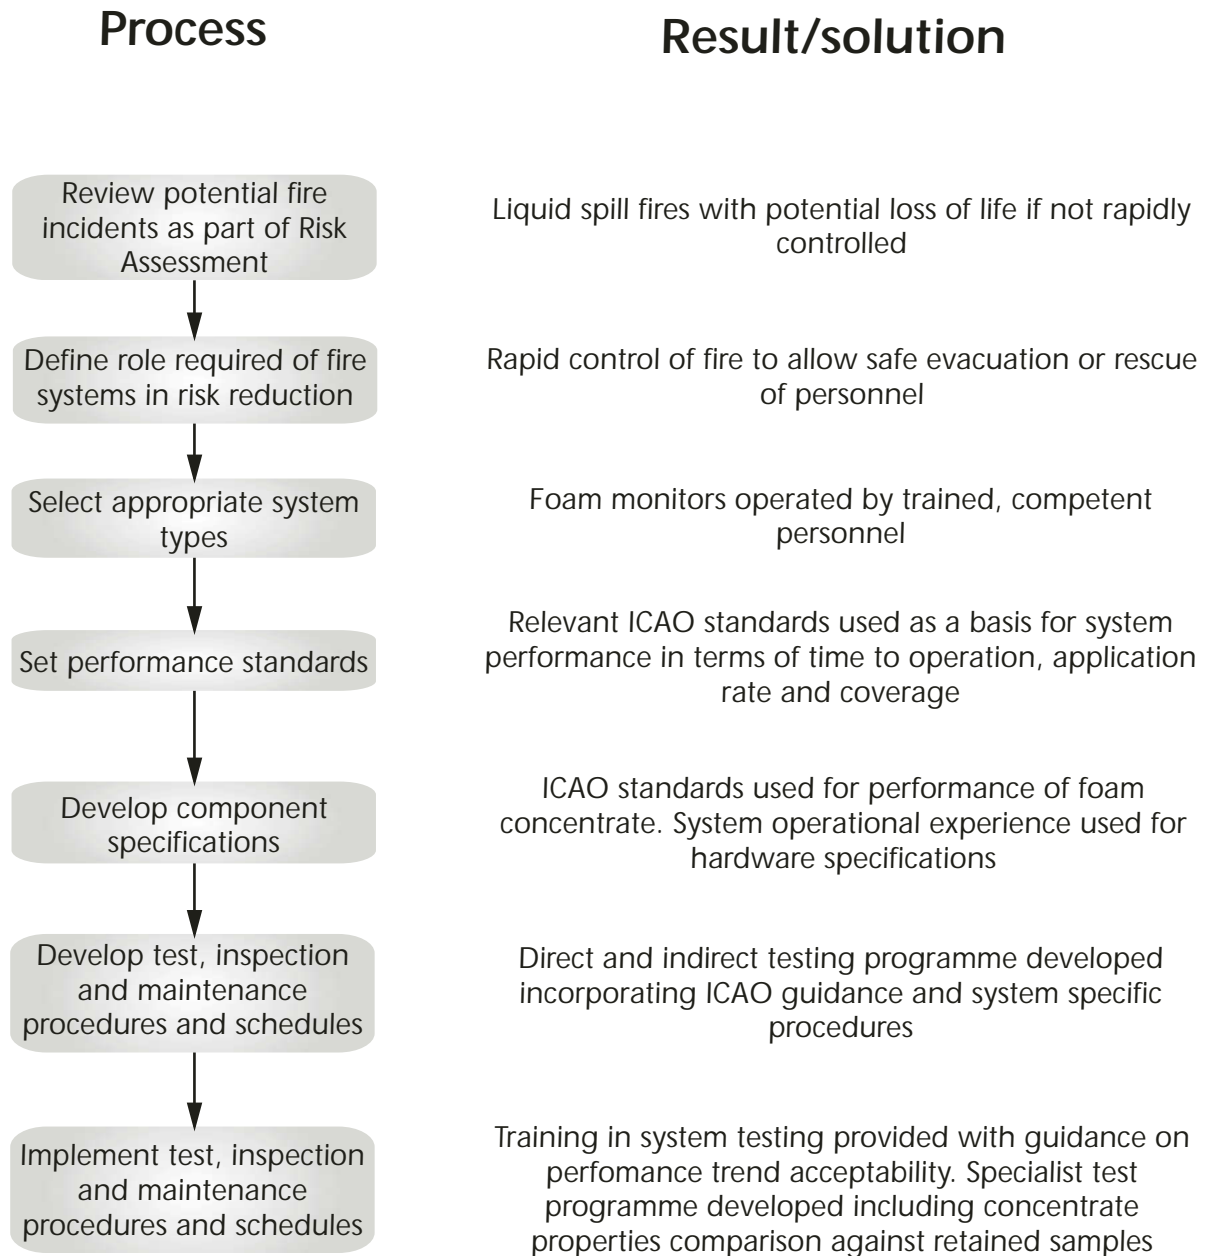 Process
Result/solution
Review potential fire
incidents as part of Risk
Assessment
Liquid spill fires with potential loss of life if not rapidly
controlled
Define role required of fire
systems in risk reduction
Rapid control of fire to allow safe evacuation or rescue
of personnel
Select appropriate system
types
Foam monitors operated by trained, competent
personnel
Set performance standards
Relevant ICAO standards used as a basis for system
performance in terms of time to operation, application
rate and coverage
Develop component
specifications
ICAO standards used for performance of foam
concentrate. System operational experience used for
hardware specifications
Develop test, inspection
and maintenance
procedures and schedules
Direct and indirect testing programme developed
incorporating ICAO guidance and system specific
procedures
Implement test, inspection
and maintenance
procedures and schedules
Training in system testing provided with guidance on
perfomance trend acceptability. Specialist test
programme developed including concentrate
properties comparison against retained samples